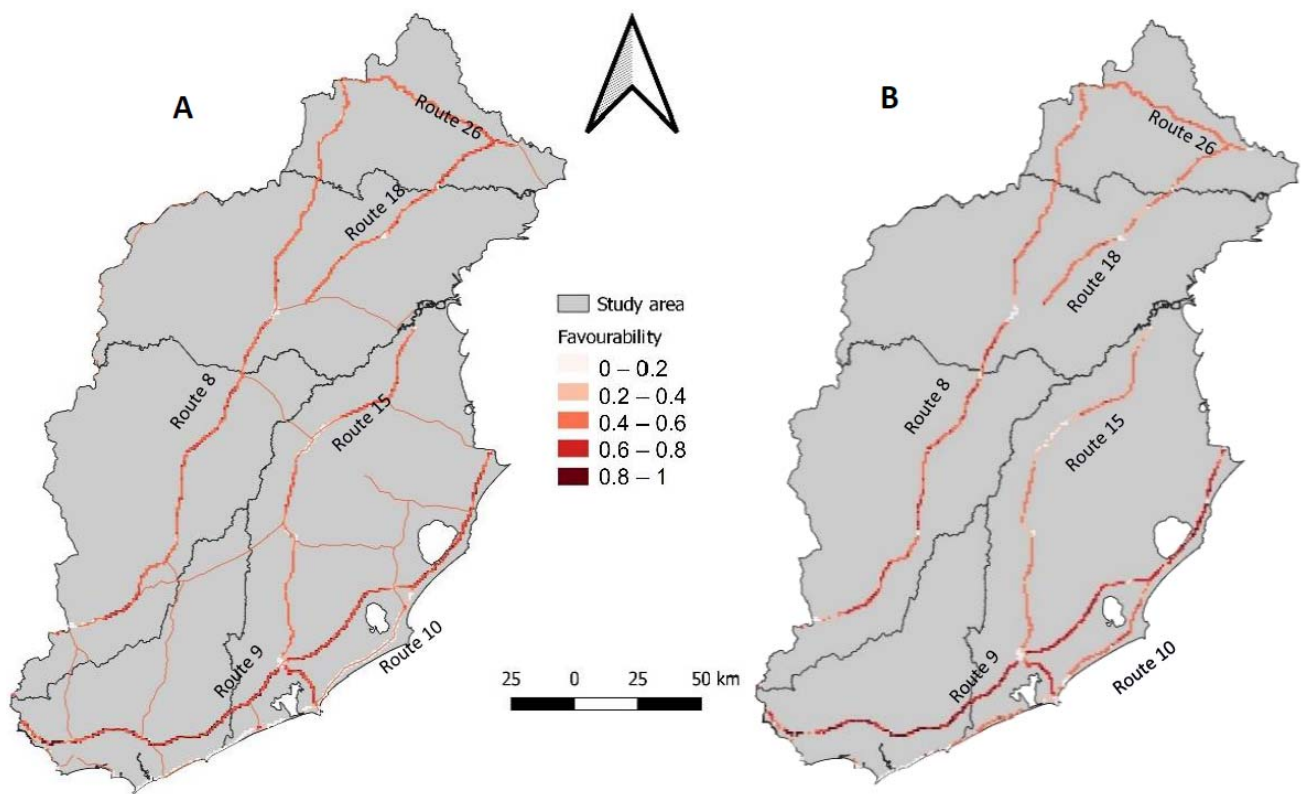 A
Route 26
Route 18
Route 8
Route 15
Route 9
Route 10
Study area
Favourability
0 – 0.2
0.2 – 0.4
0.4 – 0.6
0.6 – 0.8
0.8 – 1
25 0 25 50 km
B
Route 26
Route 18
Route 8
Route 15
Route 9
Route 10